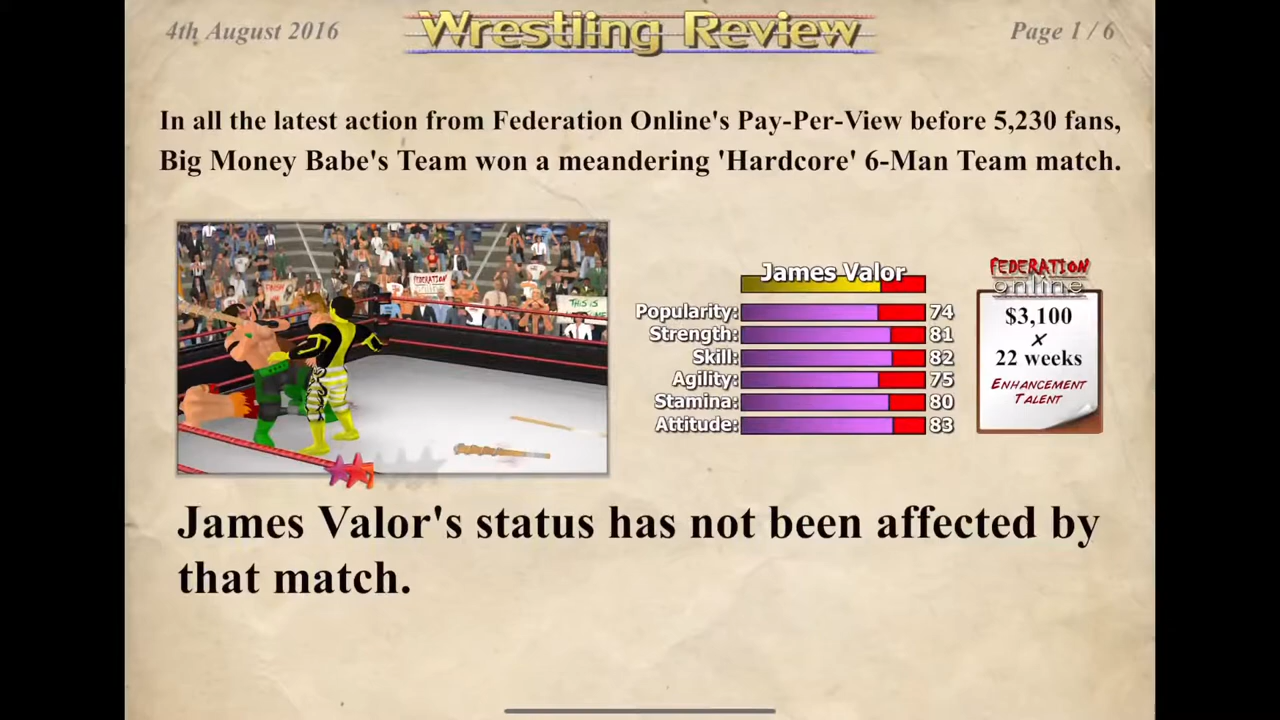 4th August 2016
Wrestling Review
Page 1 / 6
In all the latest action from Federation Online's Pay-Per-View before 5,230 fans,
Big Money Babe's Team won a meandering 'Hardcore' 6-Man Team match.
FEDERATION
THIS IS
James Valor
Popularity: 74
Strength: 81
Skill: 82
Agility: 75
Stamina: 80
Attitude: 83
FEDERATION
online
$3,100
x
22 weeks
ENHANCEMENT
TALENT
James Valor's status has not been affected by
that match.